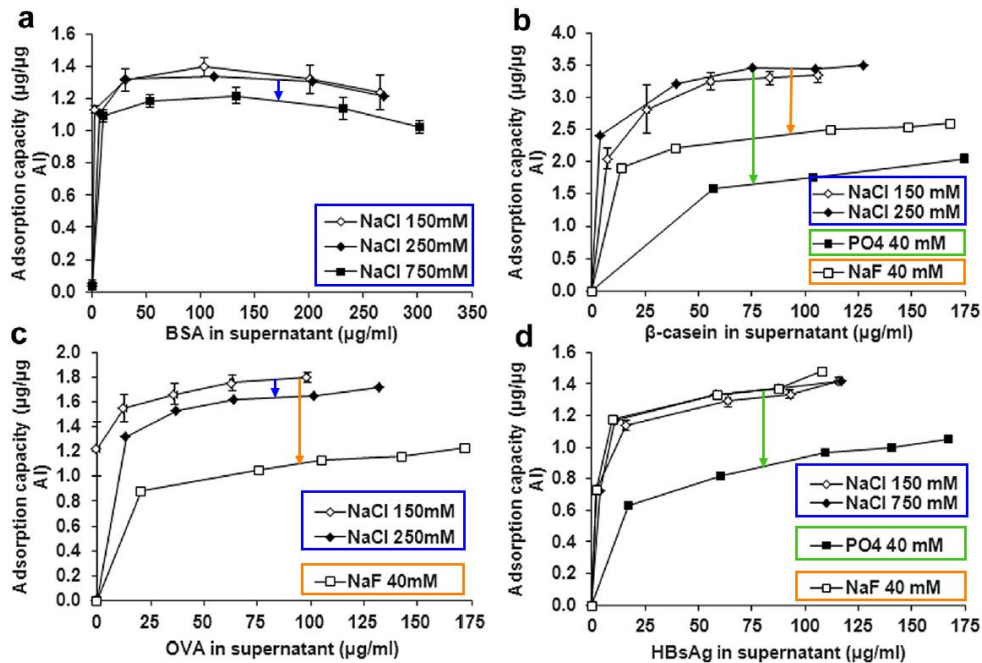 a
Adsorption capacity (µg/µg
Al)
1.6
1.4
1.2
1.0
0.8
0.6
0.4
0.2
0.0
0 50 100 150 200 250 300 350
BSA in supernatant (µg/ml)
NaCl 150mM
NaCl 250mM
NaCl 750mM
b
Adsorption capacity (µg/µg
Al)
4.0
3.5
3.0
2.5
2.0
1.5
1.0
0.5
0.0
0 25 50 75 100 125 150 175
β-casein in supernatant (µg/ml)
NaCl 150 mM
NaCl 250 mM
PO4 40 mM
NaF 40 mM
c
Adsorption capacity (µg/µg
Al)
2.0
1.8
1.6
1.4
1.2
1.0
0.8
0.6
0.4
0.2
0.0
0 25 50 75 100 125 150 175
OVA in supernatant (µg/ml)
NaCl 150mM
NaCl 250mM
NaF 40mM
d
Adsorption capacity (µg/µg
Al)
1.6
1.4
1.2
1.0
0.8
0.6
0.4
0.2
0.0
0 25 50 75 100 125 150 175
HBsAg in supernatant (µg/ml)
NaCl 150 mM
NaCl 750 mM
PO4 40 mM
NaF 40 mM